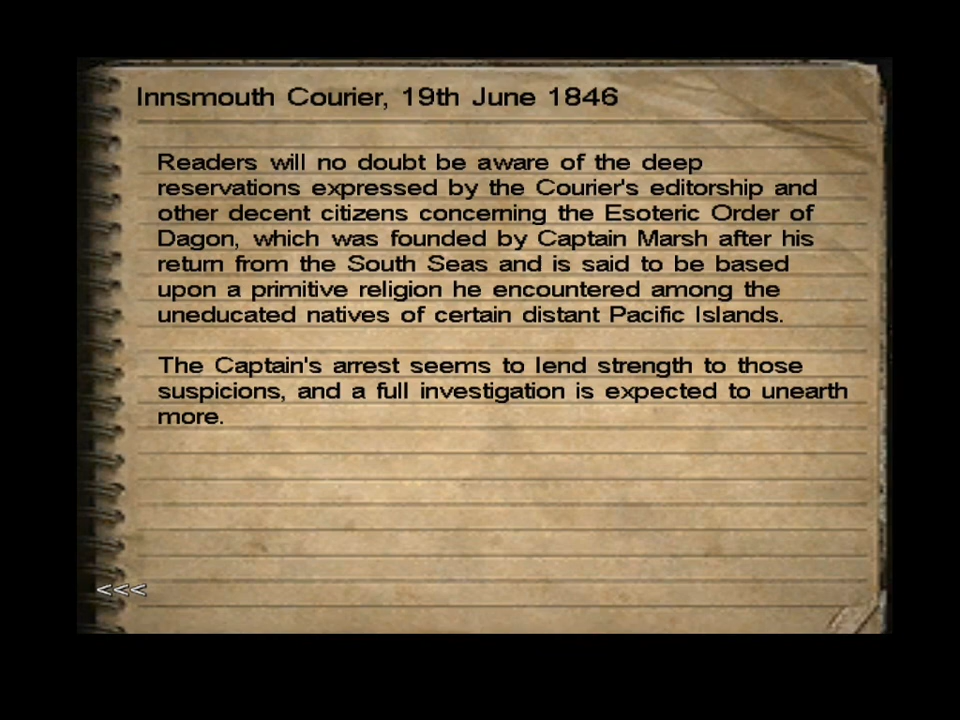 Innsmouth Courier, 19th June 1846
Readers will no doubt be aware of the deep
reservations expressed by the Courier's editorship and
other decent citizens concerning the Esoteric Order of
Dagon, which was founded by Captain Marsh after his
return from the South Seas and is said to be based
upon a primitive religion he encountered among the
uneducated natives of certain distant Pacific Islands.
The Captain's arrest seems to lend strength to those
suspicions, and a full investigation is expected to unearth
more.
<<<